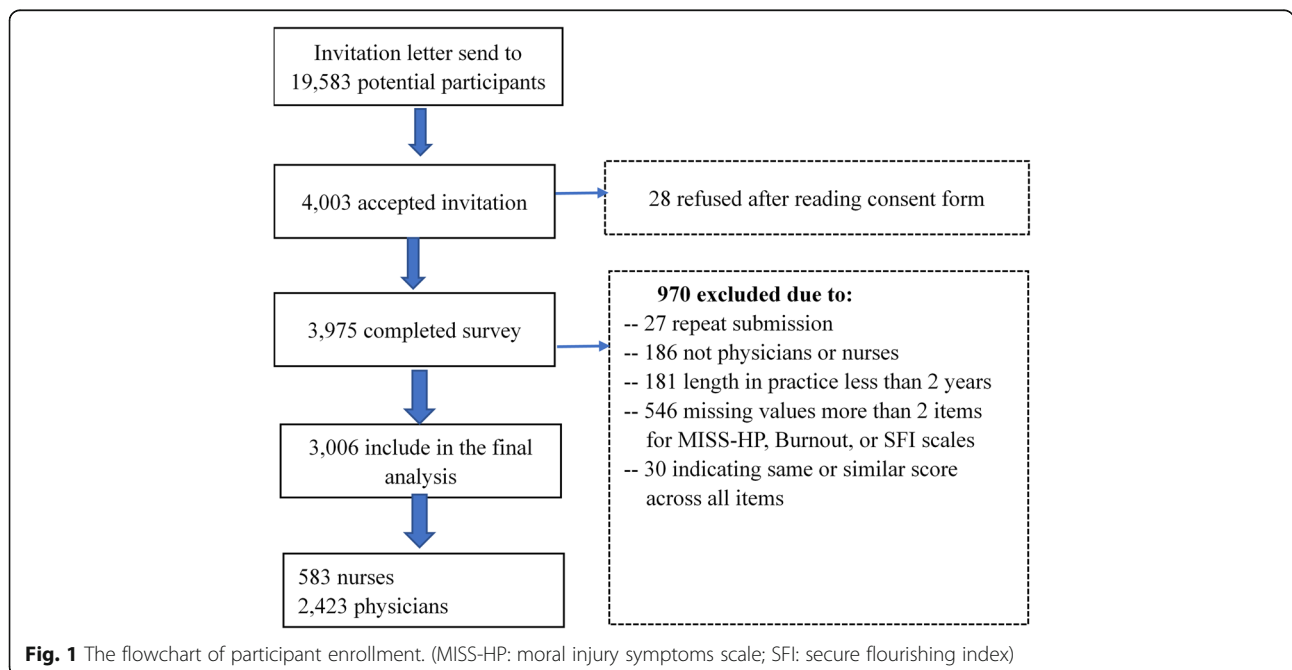 Invitation letter send to
19,583 potential participants
4,003 accepted invitation
28 refused after reading consent form
3,975 completed survey
970 excluded due to:
-- 27 repeat submission
-- 186 not physicians or nurses
-- 181 length in practice less than 2 years
-- 546 missing values more than 2 items
for MISS-HP, Burnout, or SFI scales
-- 30 indicating same or similar score
across all items
3,006 include in the final
analysis
583 nurses
2,423 physicians
Fig. 1 The flowchart of participant enrollment. (MISS-HP: moral injury symptoms scale; SFI: secure flourishing index)